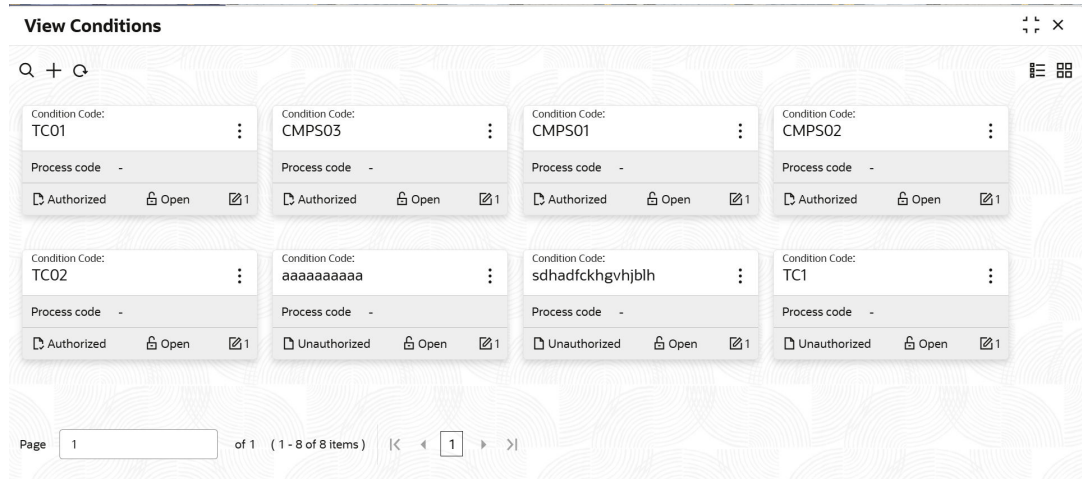 View Conditions
Condition Code: Condition Code: Condition Code: Condition Code:
TC01 CMPS03 CMPS01 CMPS02
Process code - Process code - Process code - Process code -
Authorized Open 1 Authorized Open 1 Authorized Open 1 Authorized Open 1
Condition Code: Condition Code: Condition Code: Condition Code:
TC02 aaaaaaaaaa sdhadfckhgvhjblh TC1
Process code - Process code - Process code - Process code -
Authorized Open 1 Unauthorized Open 1 Unauthorized Open 1 Unauthorized Open 1
Page 1 of 1 ( 1 - 8 of 8 items ) 1